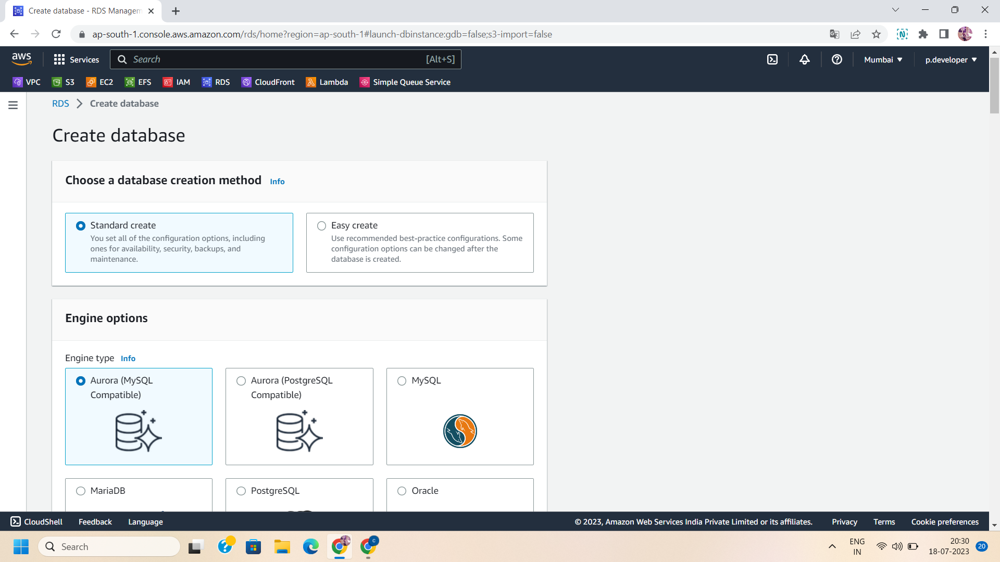 Create database - RDS Managem
ap-south-1.console.aws.amazon.com/rds/home?region=ap-south-1#launch-dbinstance:gdb=false;s3-import=false
aws
Services
Search
[Alt+S]
Mumbai
p.developer
VPC
S3
EC2
EFS
IAM
RDS
CloudFront
Lambda
Simple Queue Service
RDS
Create database
Create database
Choose a database creation method
Info
Standard create
You set all of the configuration options, including
ones for availability, security, backups, and
maintenance.
Easy create
Use recommended best-practice configurations. Some
configuration options can be changed after the
database is created.
Engine options
Engine type
Info
Aurora (MySQL
Compatible)
Aurora (PostgreSQL
Compatible)
MySQL
MariaDB
PostgreSQL
Oracle
CloudShell
Feedback
Language
© 2023, Amazon Web Services India Private Limited or its affiliates.
Privacy
Terms
Cookie preferences
Search
C
ENG
IN
20:30
18-07-2023
20